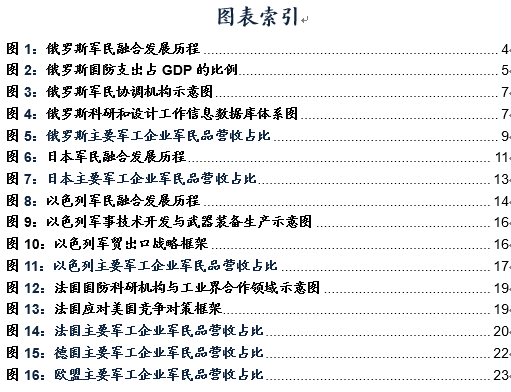 图表索引
图 1：俄罗斯军民融合发展历程 4
图 2：俄罗斯国防支出占 GDP 的比例 5
图 3：俄罗斯军民协调机构示意图 7
图 4：俄罗斯科研和设计工作信息数据库体系图 7
图 5：俄罗斯主要军工企业军民品营收占比 9
图 6：日本军民融合发展历程 11
图 7：日本主要军工企业军民品营收占比 13
图 8：以色列军民融合发展历程 14
图 9：以色列军事技术开发与武器装备生产示意图 16
图 10：以色列军贸出口战略框架 16
图 11：以色列主要军工企业军民品营收占比 17
图 12：法国国防科研机构与工业界合作领域示意图 19
图 13：法国应对美国竞争对策框架 19
图 14：法国主要军工企业军民品营收占比 20
图 15：德国主要军工企业军民品营收占比 22
图 16：欧盟主要军工企业军民品营收占比 23